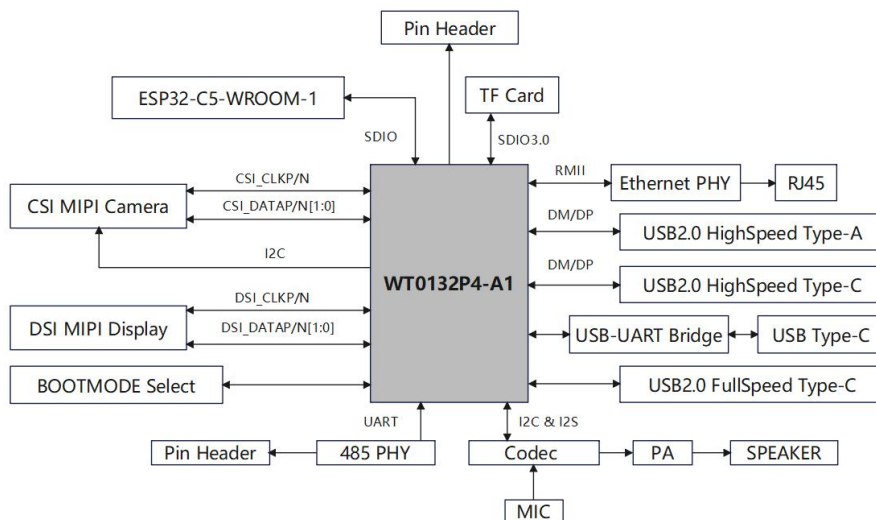 Pin Header
ESP32-C5-WROOM-1
TF Card
SDIO
SDIO3.0
CSI_CLKP/N
RMII
CSI MIPI Camera
Ethernet PHY
RJ45
CSI_DATAP/N[1:0]
DM/DP
USB2.0 HighSpeed Type-A
I2C
WT0132P4-A1
DM/DP
USB2.0 HighSpeed Type-C
DSI_CLKP/N
DSI MIPI Display
DSI_DATAP/N[1:0]
USB-UART Bridge
USB Type-C
BOOTMODE Select
USB2.0 FullSpeed Type-C
UART
I2C & I2S
Pin Header
485 PHY
Codec
PA
SPEAKER
MIC